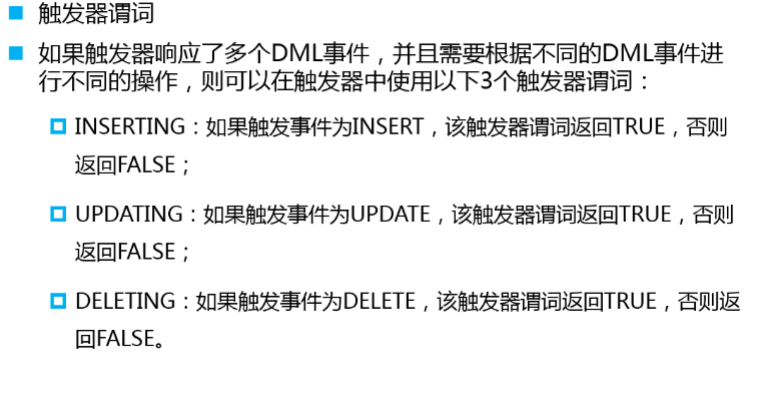 触发器谓词
如果触发器响应了多个DML事件，并且需要根据不同的DML事件进
行不同的操作，则可以在触发器中使用以下3个触发器谓词：
INSERTING：如果触发事件为INSERT，该触发器谓词返回TRUE，否则
返回FALSE；
UPDATING：如果触发事件为UPDATE，该触发器谓词返回TRUE，否则
返回FALSE；
DELETING：如果触发事件为DELETE，该触发器谓词返回TRUE，否则返
回FALSE。